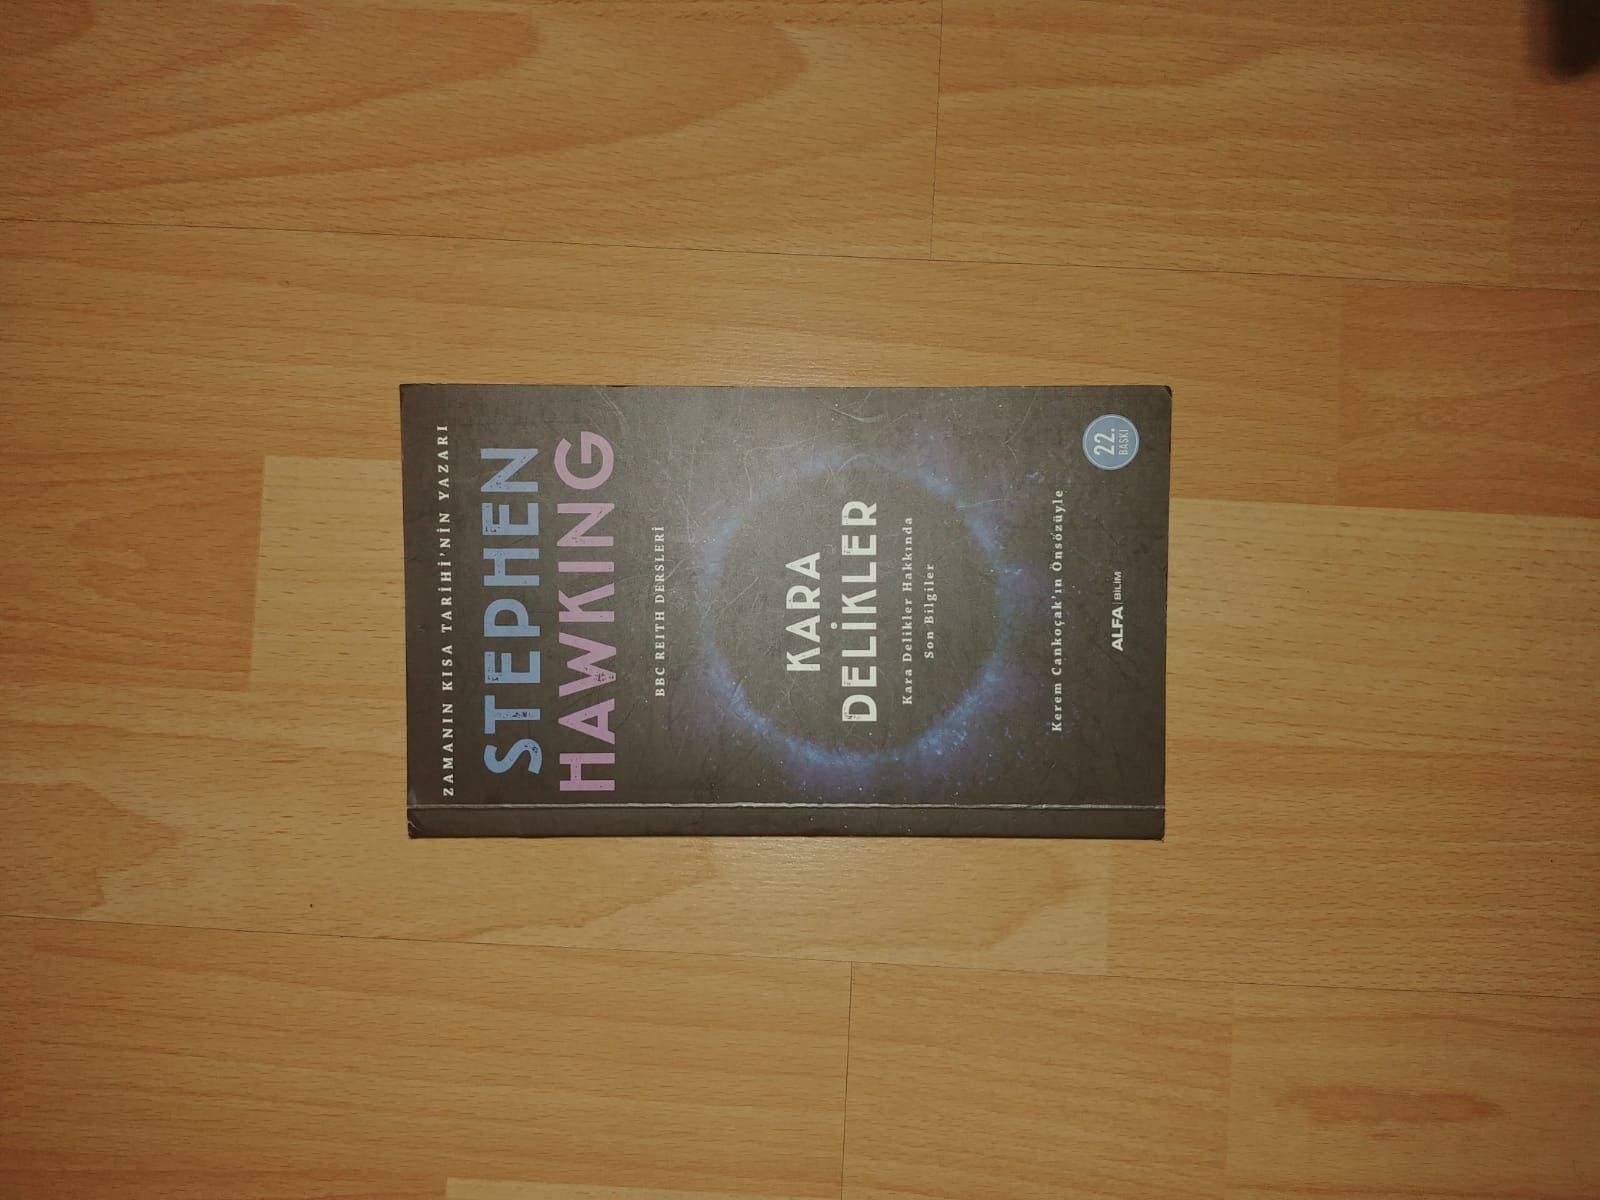 ZAMANIN KISA TARİHİ'NİN YAZARI
STEPHEN
HAWKING
BBC REITH DERSLERİ
KARA
DELİKLER
Kara Delikler Hakkında
Son Bilgiler
Kerem Cankoçak'ın Önsözüyle
22.
BASKI
ALFA | BİLİM